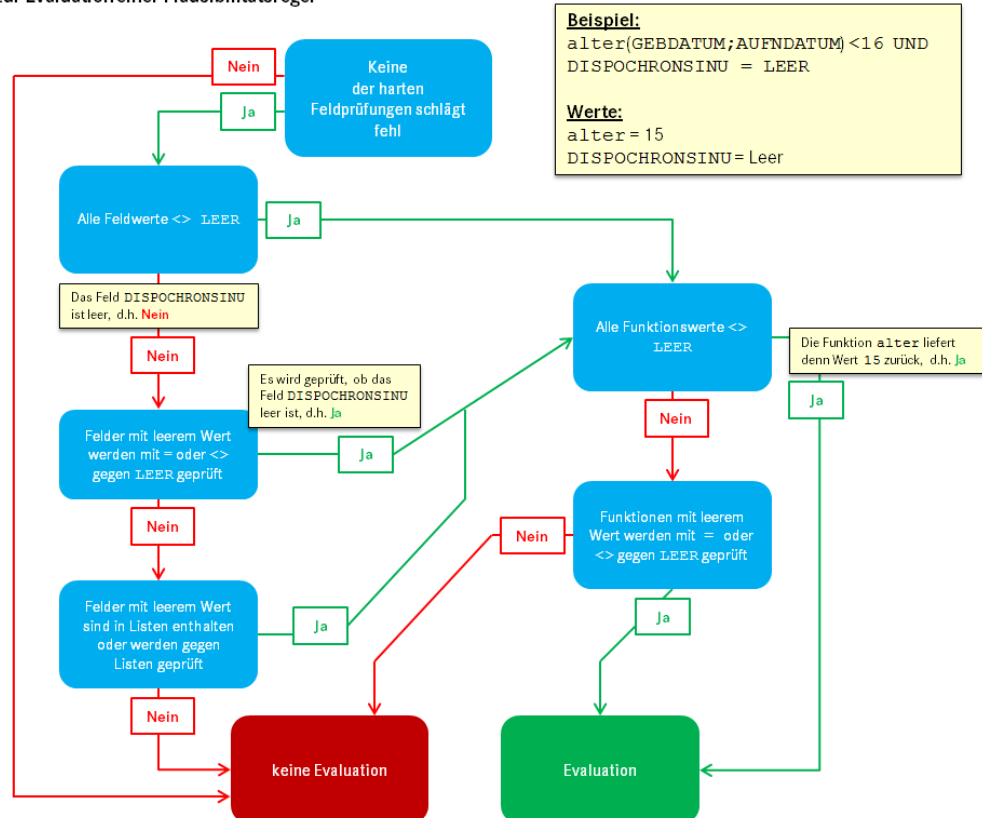 zur Evaluation einer Plausibilitätsregel
Beispiel:
alter(GEBDATUM;AUFNDATUM)<16 UND
DISPOCHRONSINU = LEER
Werte:
alter = 15
DISPOCHRONSINU = Leer
Nein
Keine
der harten
Feldprüfungen schlägt
fehl
Ja
Alle Feldwerte <> LEER
Ja
Das Feld DISPOCHRONSINU
ist leer, d.h. Nein
Nein
Alle Funktionswerte <>
LEER
Die Funktion alter liefert
denn Wert 15 zurück, d.h. Ja
Es wird geprüft, ob das
Feld DISPOCHRONSINU
leer ist, d.h. Ja
Ja
Nein
Felder mit leerem Wert
werden mit = oder <>
gegen LEER geprüft
Ja
Nein
Funktionen mit leerem
Wert werden mit = oder
<> gegen LEER geprüft
Nein
Felder mit leerem Wert
sind in Listen enthalten
oder werden gegen
Listen geprüft
Ja
Ja
Nein
keine Evaluation
Evaluation